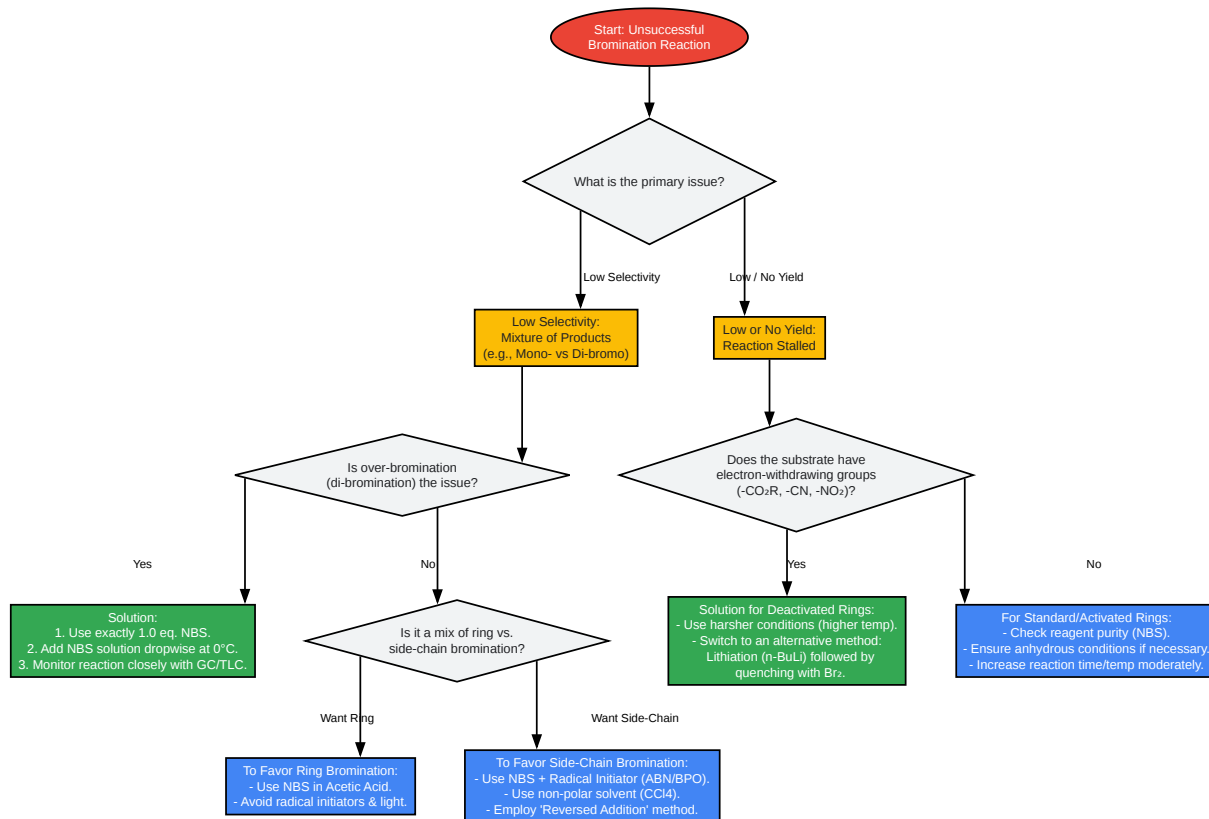 Start: Unsuccessful
Bromination Reaction
What is the primary issue?
Low Selectivity
Low / No Yield
Low Selectivity:
Mixture of Products
(e.g., Mono- vs Di-bromo)
Low or No Yield:
Reaction Stalled
Is over-bromination
(di-bromination) the issue?
Does the substrate have
electron-withdrawing groups
(-CO₂R, -CN, -NO₂)?
Yes
No
Yes
No
Solution:
1. Use exactly 1.0 eq. NBS.
2. Add NBS solution dropwise at 0°C.
3. Monitor reaction closely with GC/TLC.
Is it a mix of ring vs.
side-chain bromination?
Solution for Deactivated Rings:
- Use harsher conditions (higher temp).
- Switch to an alternative method:
Lithiation (n-BuLi) followed by
quenching with Br₂.
For Standard/Activated Rings:
- Check reagent purity (NBS).
- Ensure anhydrous conditions if necessary.
- Increase reaction time/temp moderately.
Want Ring
Want Side-Chain
To Favor Ring Bromination:
- Use NBS in Acetic Acid.
- Avoid radical initiators & light.
To Favor Side-Chain Bromination:
- Use NBS + Radical Initiator (ABN/BPO).
- Use non-polar solvent (CCl4).
- Employ 'Reversed Addition' method.